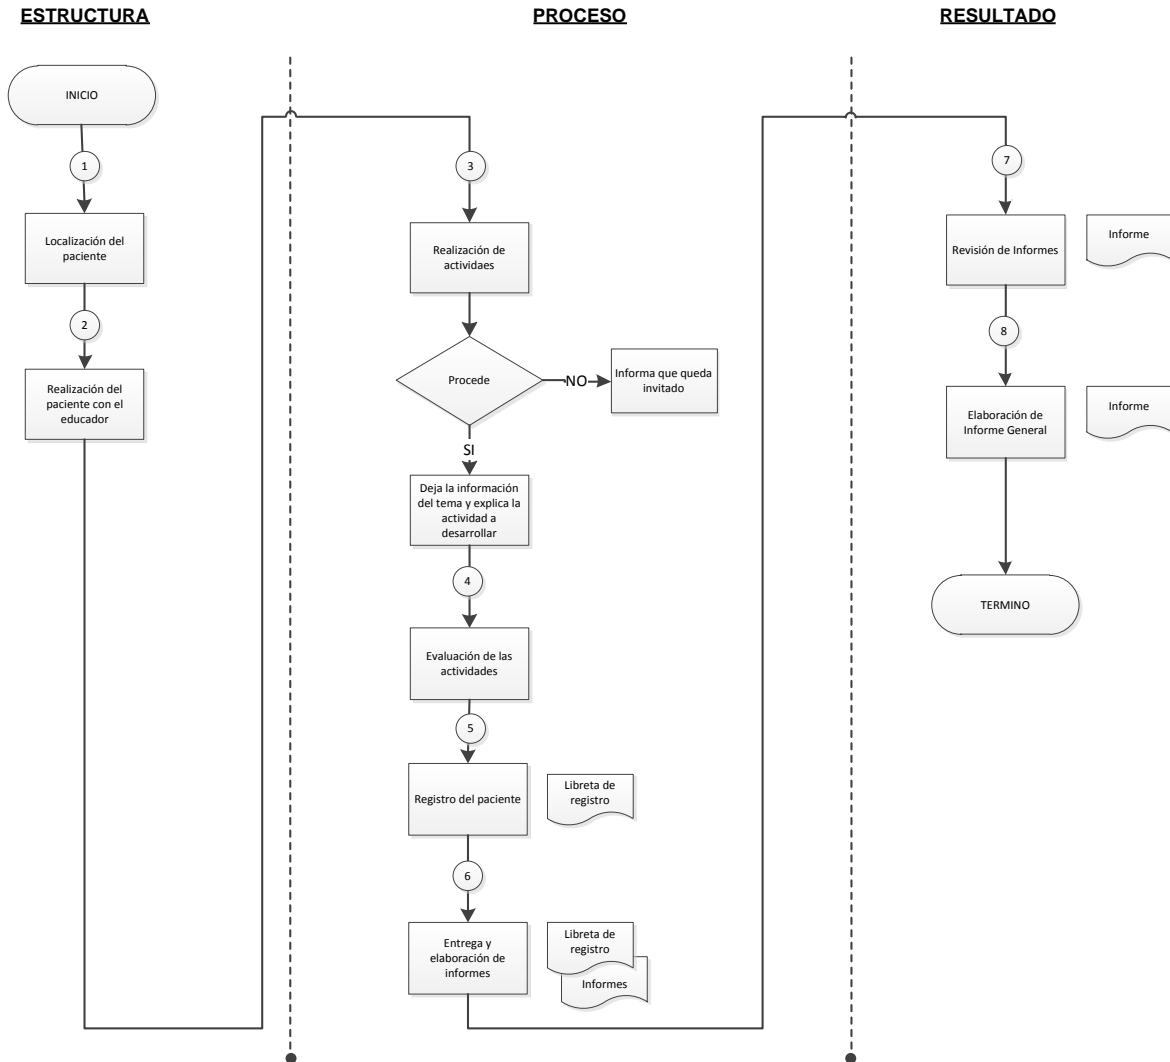 ESTRUCTURA
PROCESO
RESULTADO
INICIO
1
Localización del
paciente
2
Realización del
paciente con el
educador
3
Realización de
actividaes
Procede
NO
Informa que queda
invitado
SI
Deja la información
del tema y explica la
actividad a
desarrollar
4
Evaluación de las
actividades
5
Registro del paciente
Libreta de
registro
6
Entrega y
elaboración de
informes
Libreta de
registro
Informes
7
Revisión de Informes
Informe
8
Elaboración de
Informe General
Informe
TERMINO